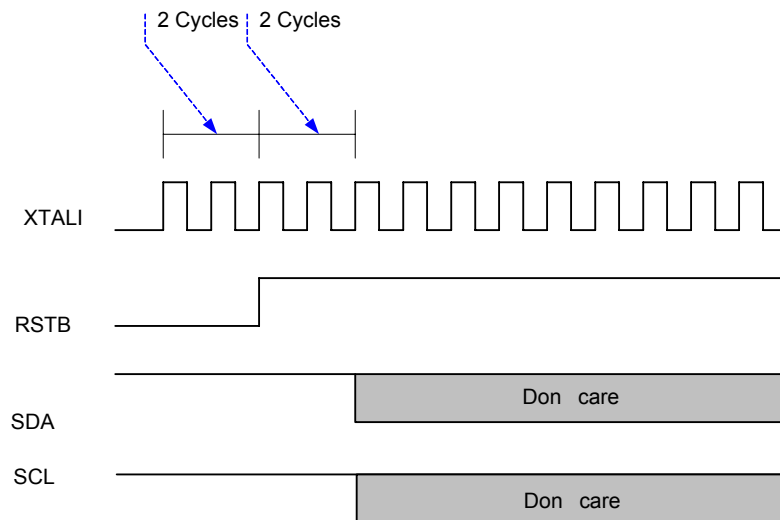 2 Cycles 2 Cycles
XTALI
RSTB
Don care
SDA
SCL
Don care